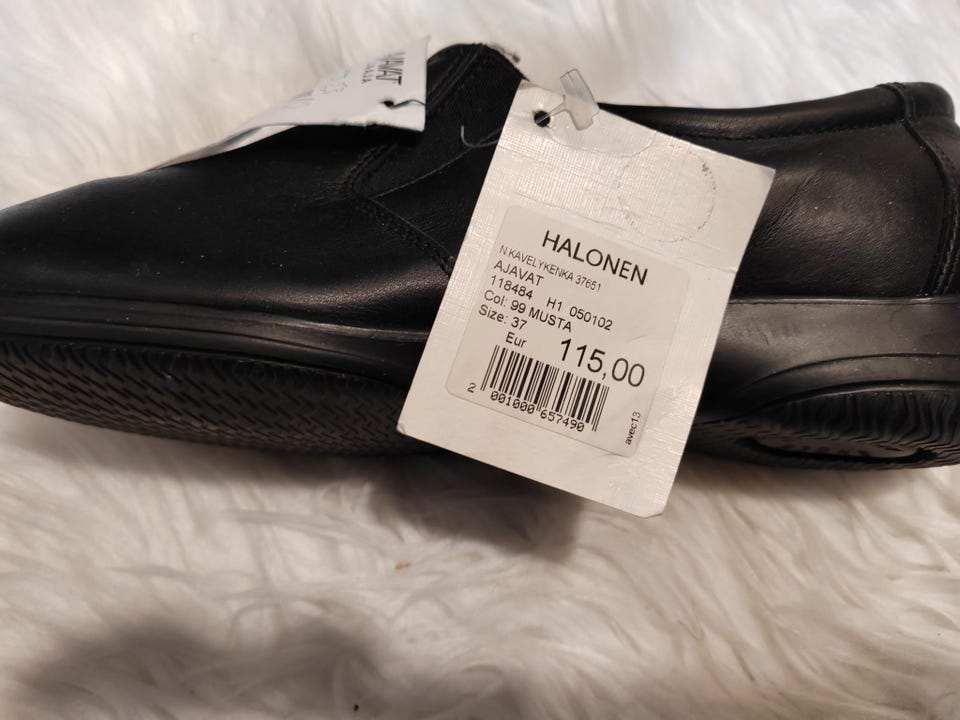 HALONEN
N KAVELYKENKA 37651
AJAVAT
118484 H1 050102
Col: 99 MUSTA
Size: 37
Eur 115,00
2 001000 657490
avec13